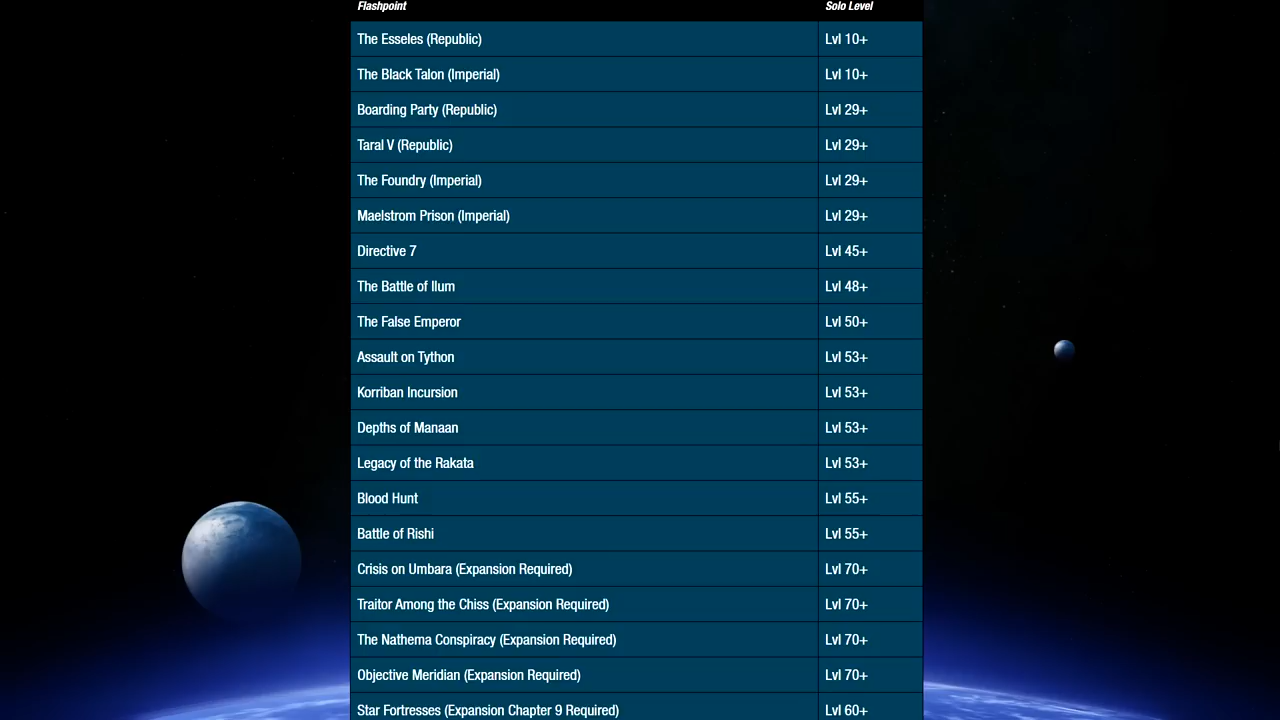 Flashpoint Solo Level
The Esseles (Republic) Lvl 10+
The Black Talon (Imperial) Lvl 10+
Boarding Party (Republic) Lvl 29+
Taral V (Republic) Lvl 29+
The Foundry (Imperial) Lvl 29+
Maelstrom Prison (Imperial) Lvl 29+
Directive 7 Lvl 45+
The Battle of Ilum Lvl 48+
The False Emperor Lvl 50+
Assault on Tython Lvl 53+
Korriban Incursion Lvl 53+
Depths of Manaan Lvl 53+
Legacy of the Rakata Lvl 53+
Blood Hunt Lvl 55+
Battle of Rishi Lvl 55+
Crisis on Umbara (Expansion Required) Lvl 70+
Traitor Among the Chiss (Expansion Required) Lvl 70+
The Nathema Conspiracy (Expansion Required) Lvl 70+
Objective Meridian (Expansion Required) Lvl 70+
Star Fortresses (Expansion Chapter 9 Required) Lvl 60+